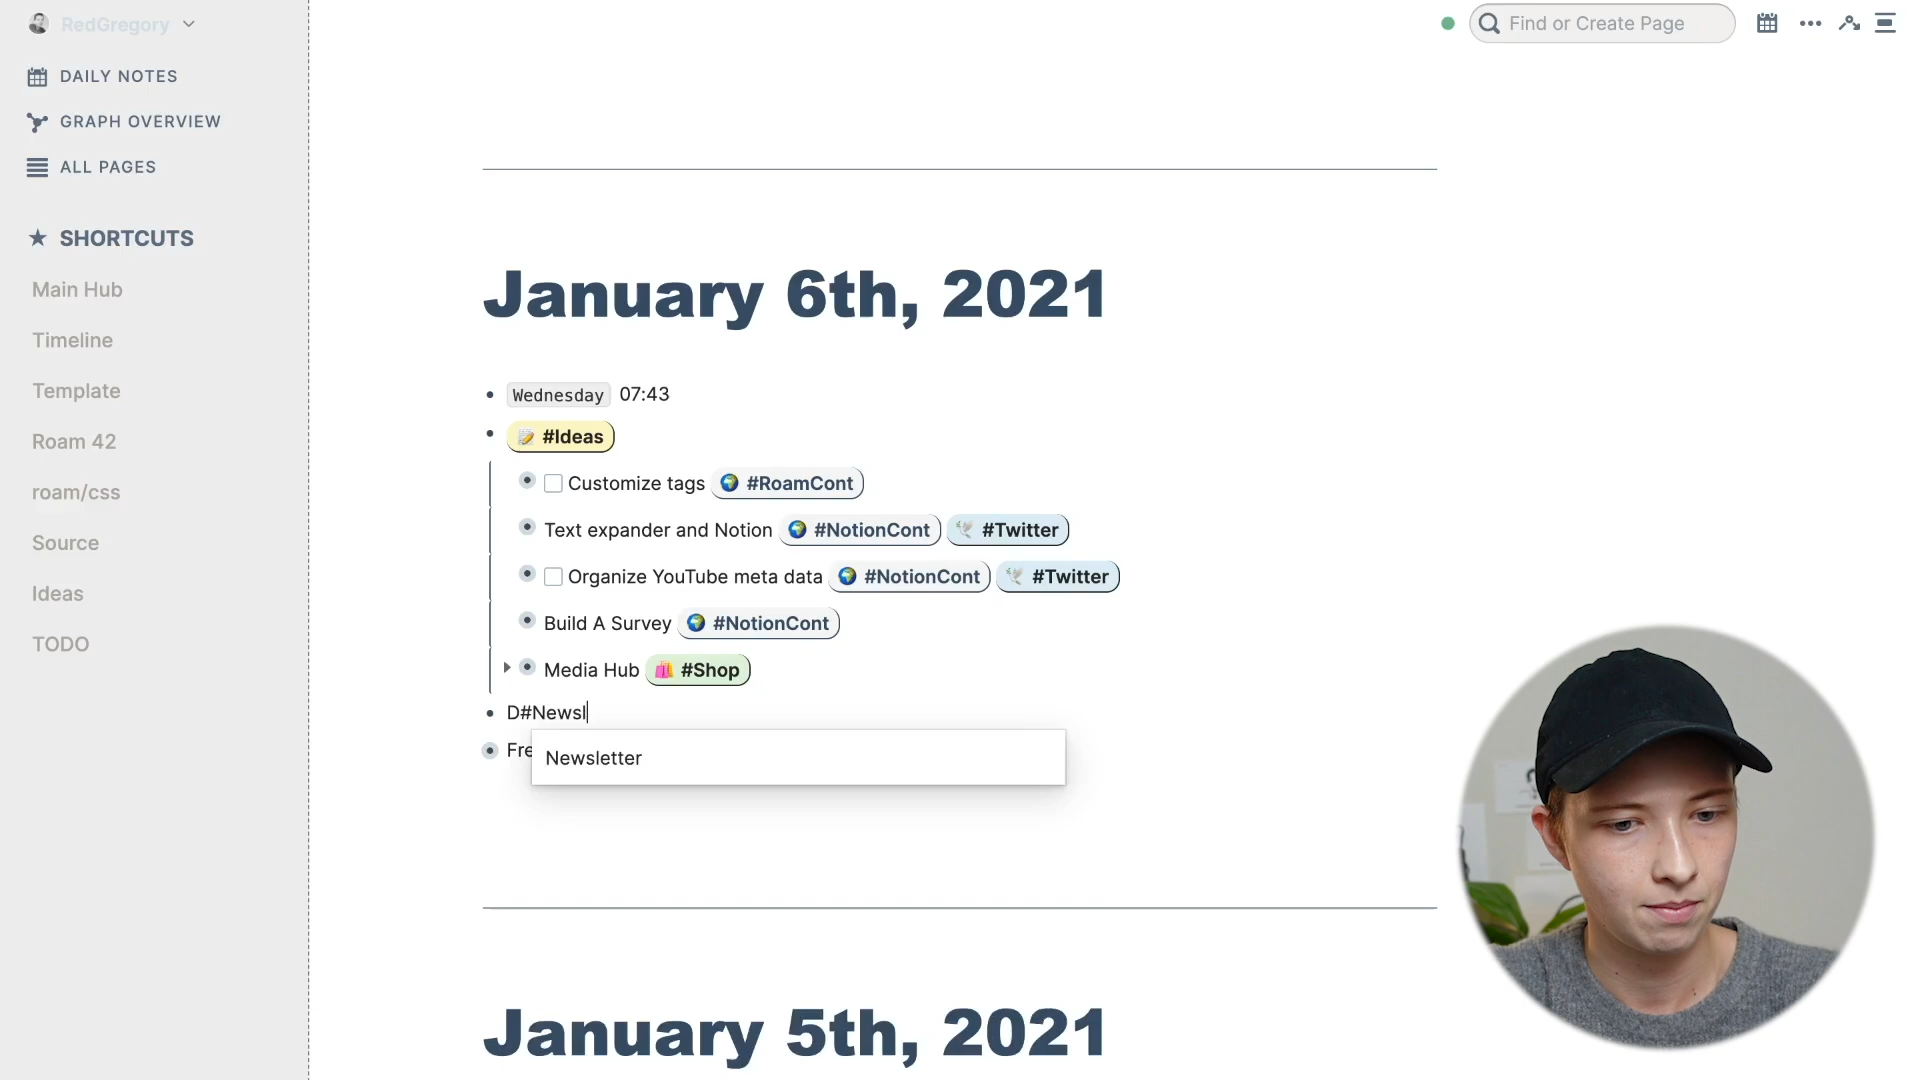 RedGregory
Find or Create Page
DAILY NOTES
GRAPH OVERVIEW
ALL PAGES
SHORTCUTS
Main Hub
Timeline
Template
Roam 42
roam/css
Source
Ideas
TODO
January 6th, 2021
Wednesday 07:43
#Ideas
Customize tags #RoamCont
Text expander and Notion #NotionCont #Twitter
Organize YouTube meta data #NotionCont #Twitter
Build A Survey #NotionCont
Media Hub #Shop
D#Newsl
Fre
Newsletter
January 5th, 2021